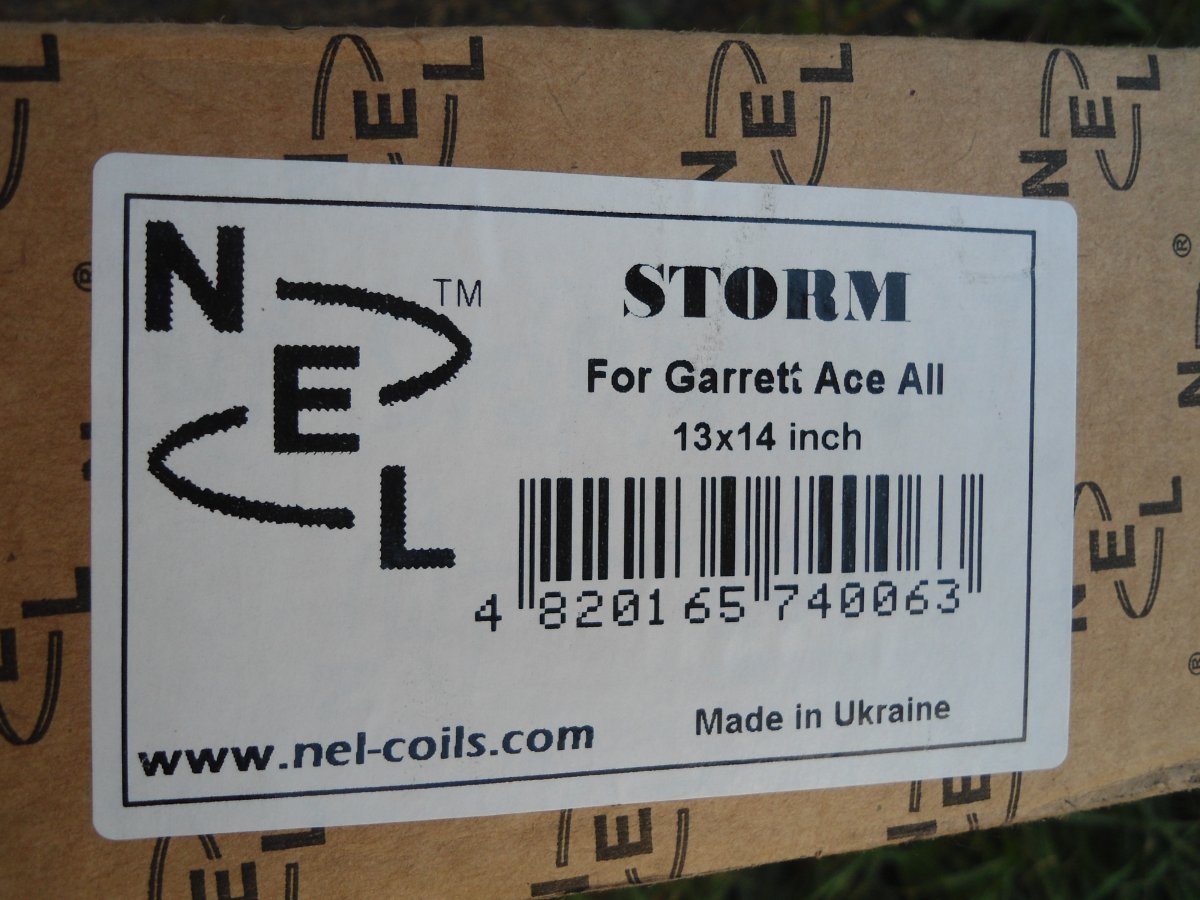 NEL™
STORM
For Garrett Ace All
13x14 inch
4 820165 740063
Made in Ukraine
www.nel-coils.com